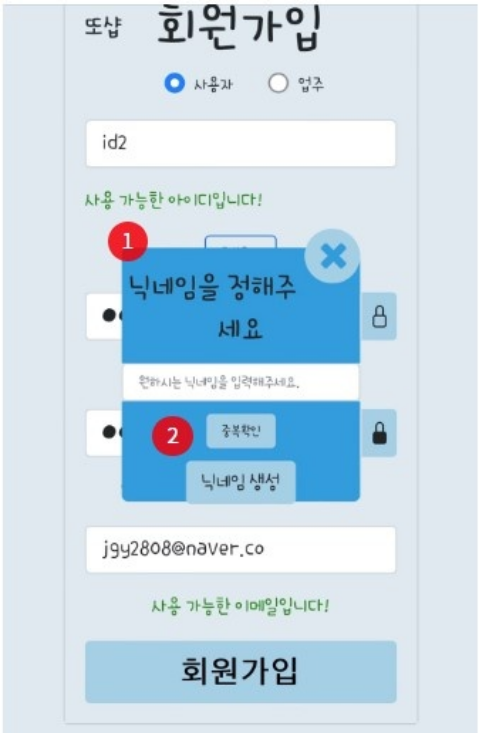 또샵 회원가입
사용자 업주
id2
사용 가능한 아이디입니다!
1
닉네임을 정해주
세요
원하시는 닉네임을 입력해주세요.
2 중복확인
닉네임 생성
jgy2808@naver.co
사용 가능한 이메일입니다!
회원가입